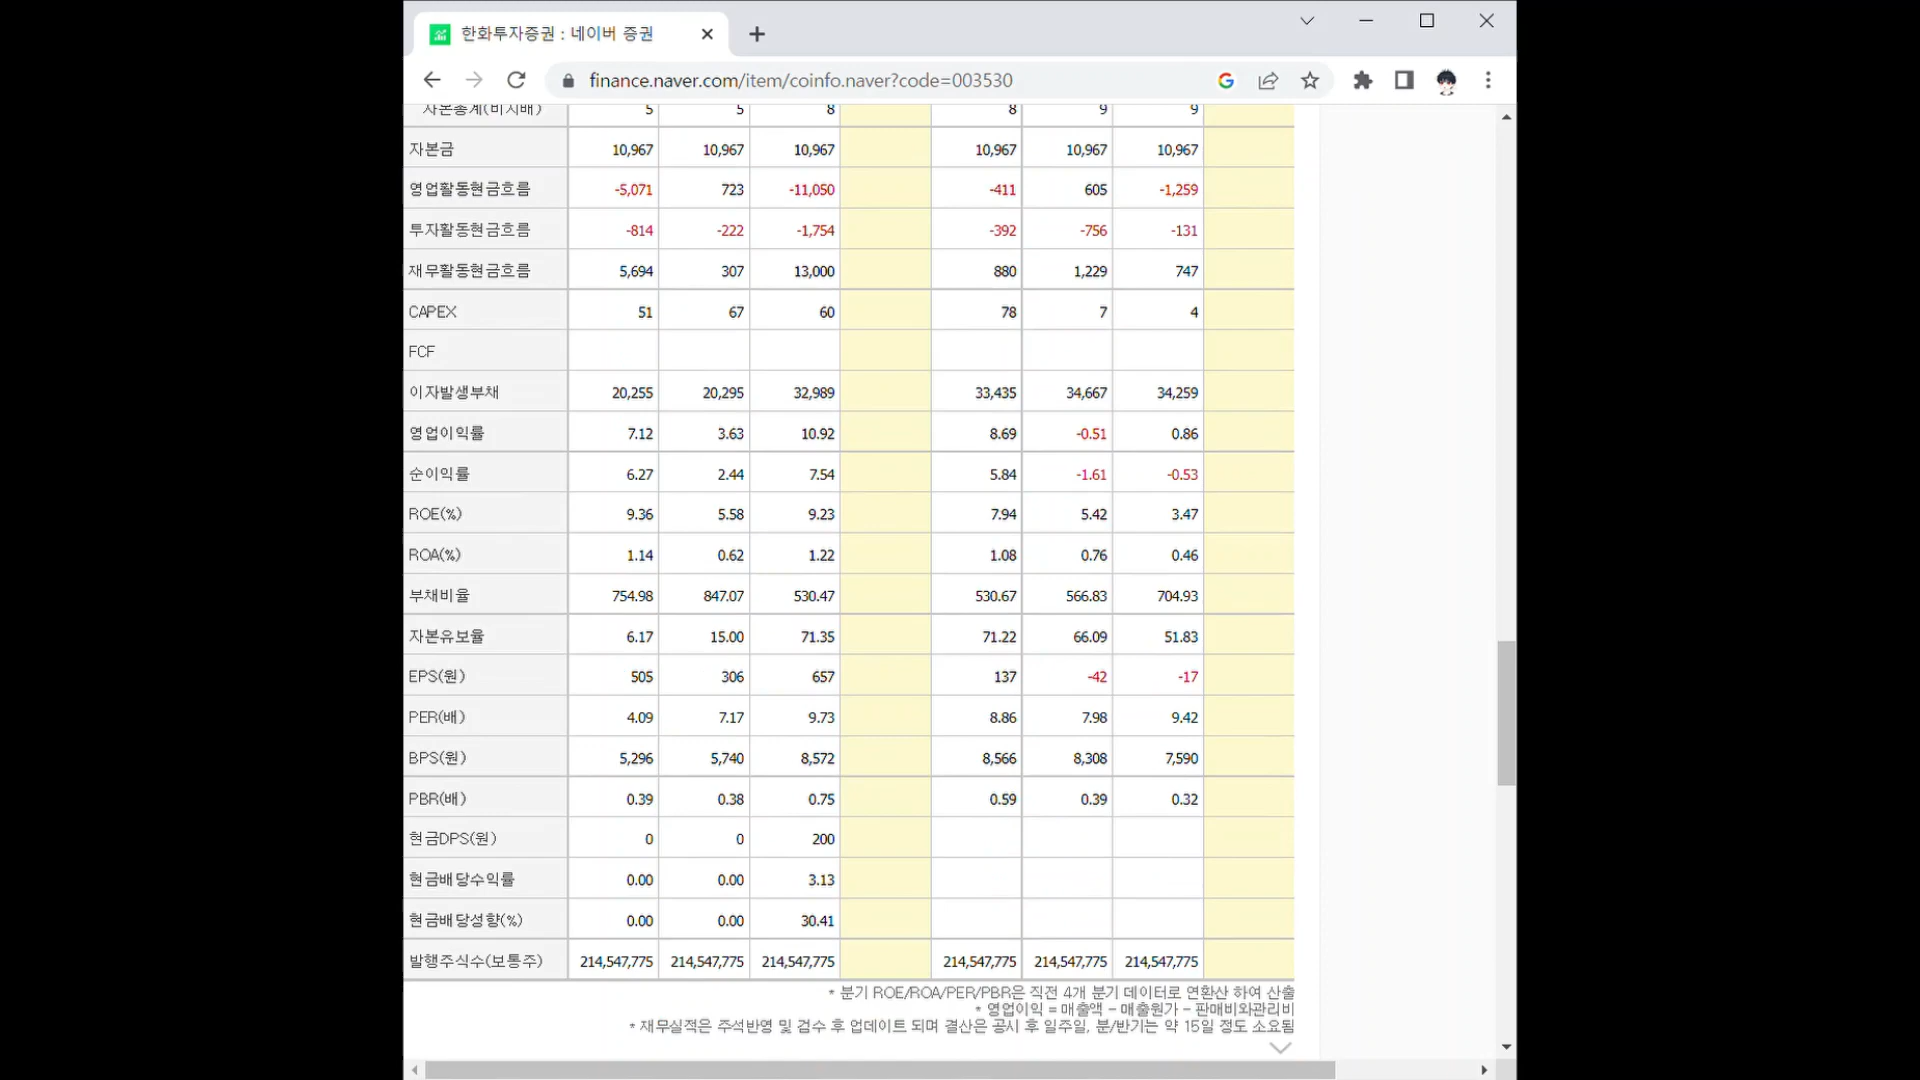 한화투자증권 : 네이버 증권
finance.naver.com/item/coinfo.naver?code=003530
자본총계(비지배) 5 5 8 8 9 9
자본금 10,967 10,967 10,967 10,967 10,967 10,967
영업활동현금흐름 -5,071 723 -11,050 -411 605 -1,259
투자활동현금흐름 -814 -222 -1,754 -392 -756 -131
재무활동현금흐름 5,694 307 13,000 880 1,229 747
CAPEX 51 67 60 78 7 4
FCF
이자발생부채 20,255 20,295 32,989 33,435 34,667 34,259
영업이익률 7.12 3.63 10.92 8.69 -0.51 0.86
순이익률 6.27 2.44 7.54 5.84 -1.61 -0.53
ROE(%) 9.36 5.58 9.23 7.94 5.42 3.47
ROA(%) 1.14 0.62 1.22 1.08 0.76 0.46
부채비율 754.98 847.07 530.47 530.67 566.83 704.93
자본유보율 6.17 15.00 71.35 71.22 66.09 51.83
EPS(원) 505 306 657 137 -42 -17
PER(배) 4.09 7.17 9.73 8.86 7.98 9.42
BPS(원) 5,296 5,740 8,572 8,566 8,308 7,590
PBR(배) 0.39 0.38 0.75 0.59 0.39 0.32
현금DPS(원) 0 0 200
현금배당수익률 0.00 0.00 3.13
현금배당성향(%) 0.00 0.00 30.41
발행주식수(보통주) 214,547,775 214,547,775 214,547,775 214,547,775 214,547,775 214,547,775
* 분기 ROE/ROA/PER/PBR은 직전 4개 분기 데이터로 연환산 하여 산출
* 영업이익 = 매출액 - 매출원가 - 판매비와관리비
* 재무실적은 주석반영 및 검수 후 업데이트 되며 결산은 공시 후 일주일, 분/반기는 약 15일 정도 소요됨